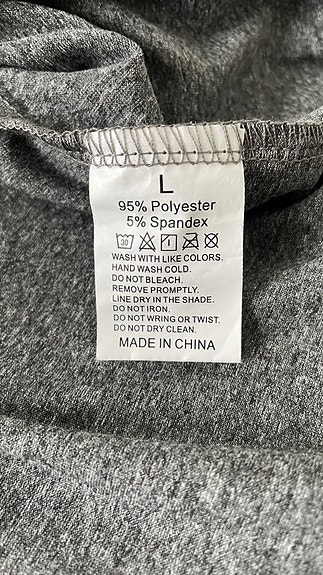 L
95% Polyester
5% Spandex
30
WASH WITH LIKE COLORS.
HAND WASH COLD.
DO NOT BLEACH.
REMOVE PROMPTLY.
LINE DRY IN THE SHADE.
DO NOT IRON.
DO NOT WRING OR TWIST.
DO NOT DRY CLEAN.
MADE IN CHINA